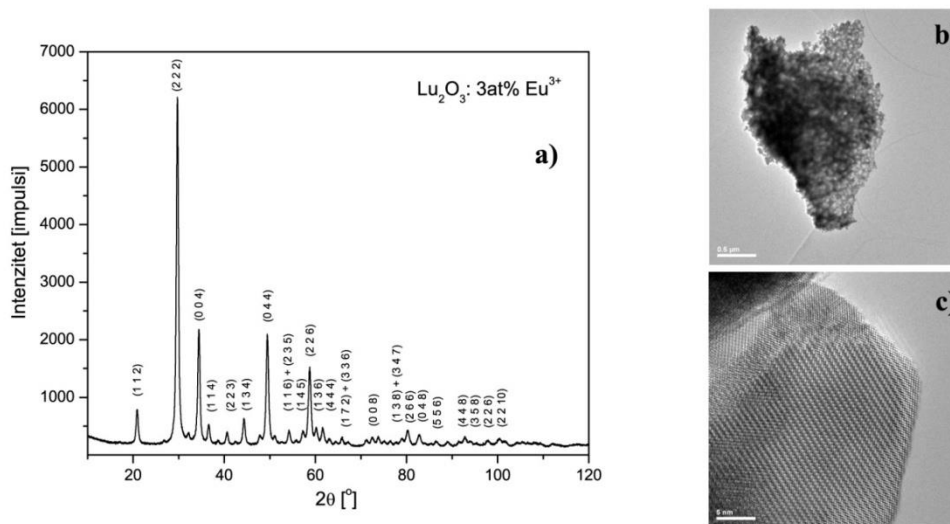 Lu₂O₃: 3at% Eu³⁺
a)
Intenzitet [impulsi]
7000
6000
5000
4000
3000
2000
1000
(2 2 2)
(1 1 2)
(0 0 4)
(1 1 4)
(2 2 3)
(1 3 4)
(0 4 4)
(1 1 6) + (2 3 5)
(1 4 5)
(2 2 6)
(1 3 6)
(4 4 4)
(1 7 2) + (3 3 6)
(0 0 8)
(1 3 8) + (3 4 7)
(2 6 6)
(0 4 8)
(5 5 6)
(4 4 8)
(3 5 8)
(2 2 6)
(2 2 10)
20
40
60
80
100
120
2θ [°]
b)
0.5 µm
c)
5 nm